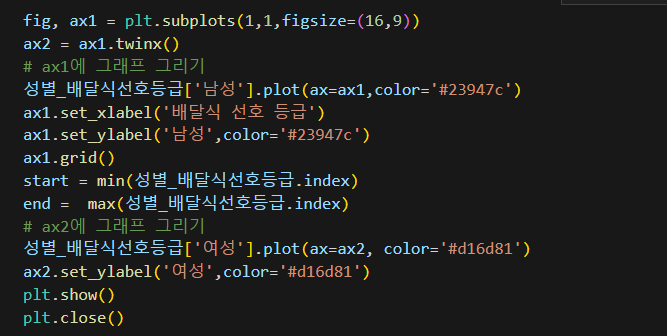 fig, ax1 = plt.subplots(1,1,figsize=(16,9))
ax2 = ax1.twinx()
# ax1에 그래프 그리기
성별_배달식선호등급['남성'].plot(ax=ax1,color='#23947c')
ax1.set_xlabel('배달식 선호 등급')
ax1.set_ylabel('남성',color='#23947c')
ax1.grid()
start = min(성별_배달식선호등급.index)
end =  max(성별_배달식선호등급.index)
# ax2에 그래프 그리기
성별_배달식선호등급['여성'].plot(ax=ax2, color='#d16d81')
ax2.set_ylabel('여성',color='#d16d81')
plt.show()
plt.close()